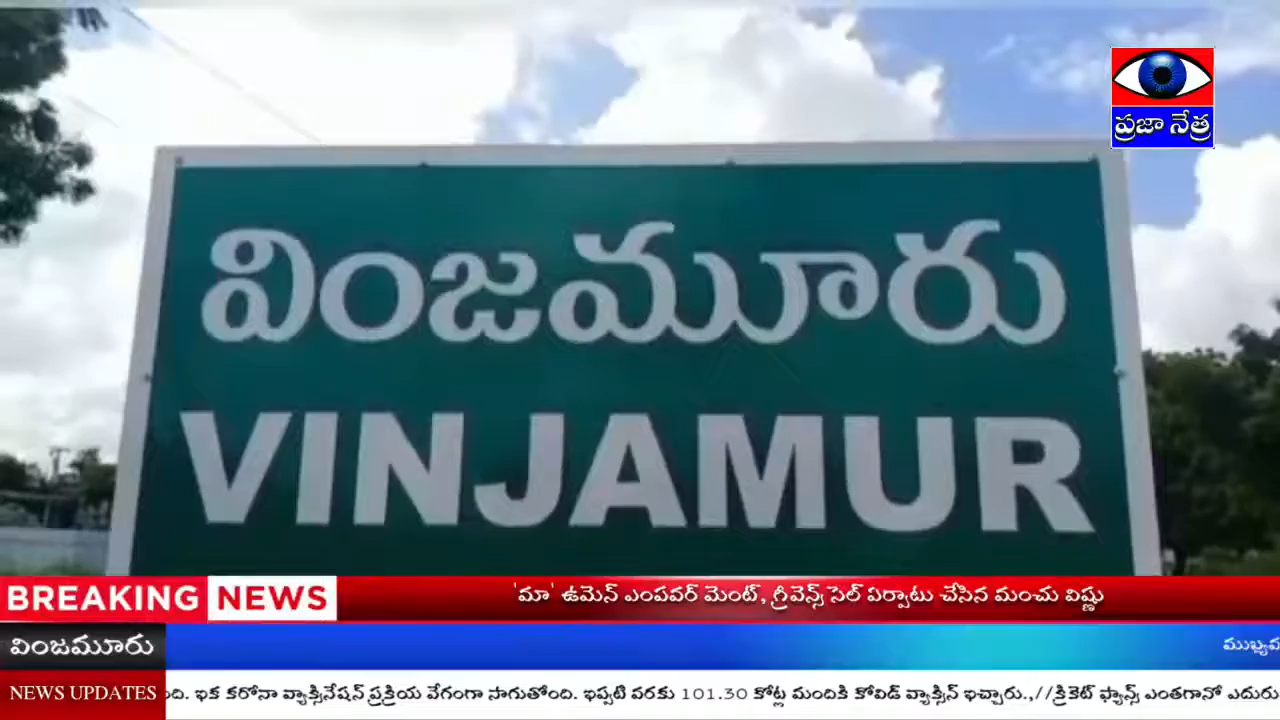 ప్రజా నేత్ర
వింజమూరు
VINJAMUR
BREAKING NEWS
'మా' ఉమెన్ ఎంపవర్ మెంట్, గ్రీవెన్స్ సెల్ ఏర్పాటు చేసిన మంచు విష్ణు
వింజమూరు
NEWS UPDATES
ఇక కరోనా వ్యాక్సినేషన్ ప్రక్రియ వేగంగా సాగుతోంది. ఇప్పటి వరకు 101.30 కోట్ల మందికి కోవిడ్ వ్యాక్సిన్ ఇచ్చారు.,//క్రికెట్ ఫ్యాన్స్ ఎంతగానో ఎదురు